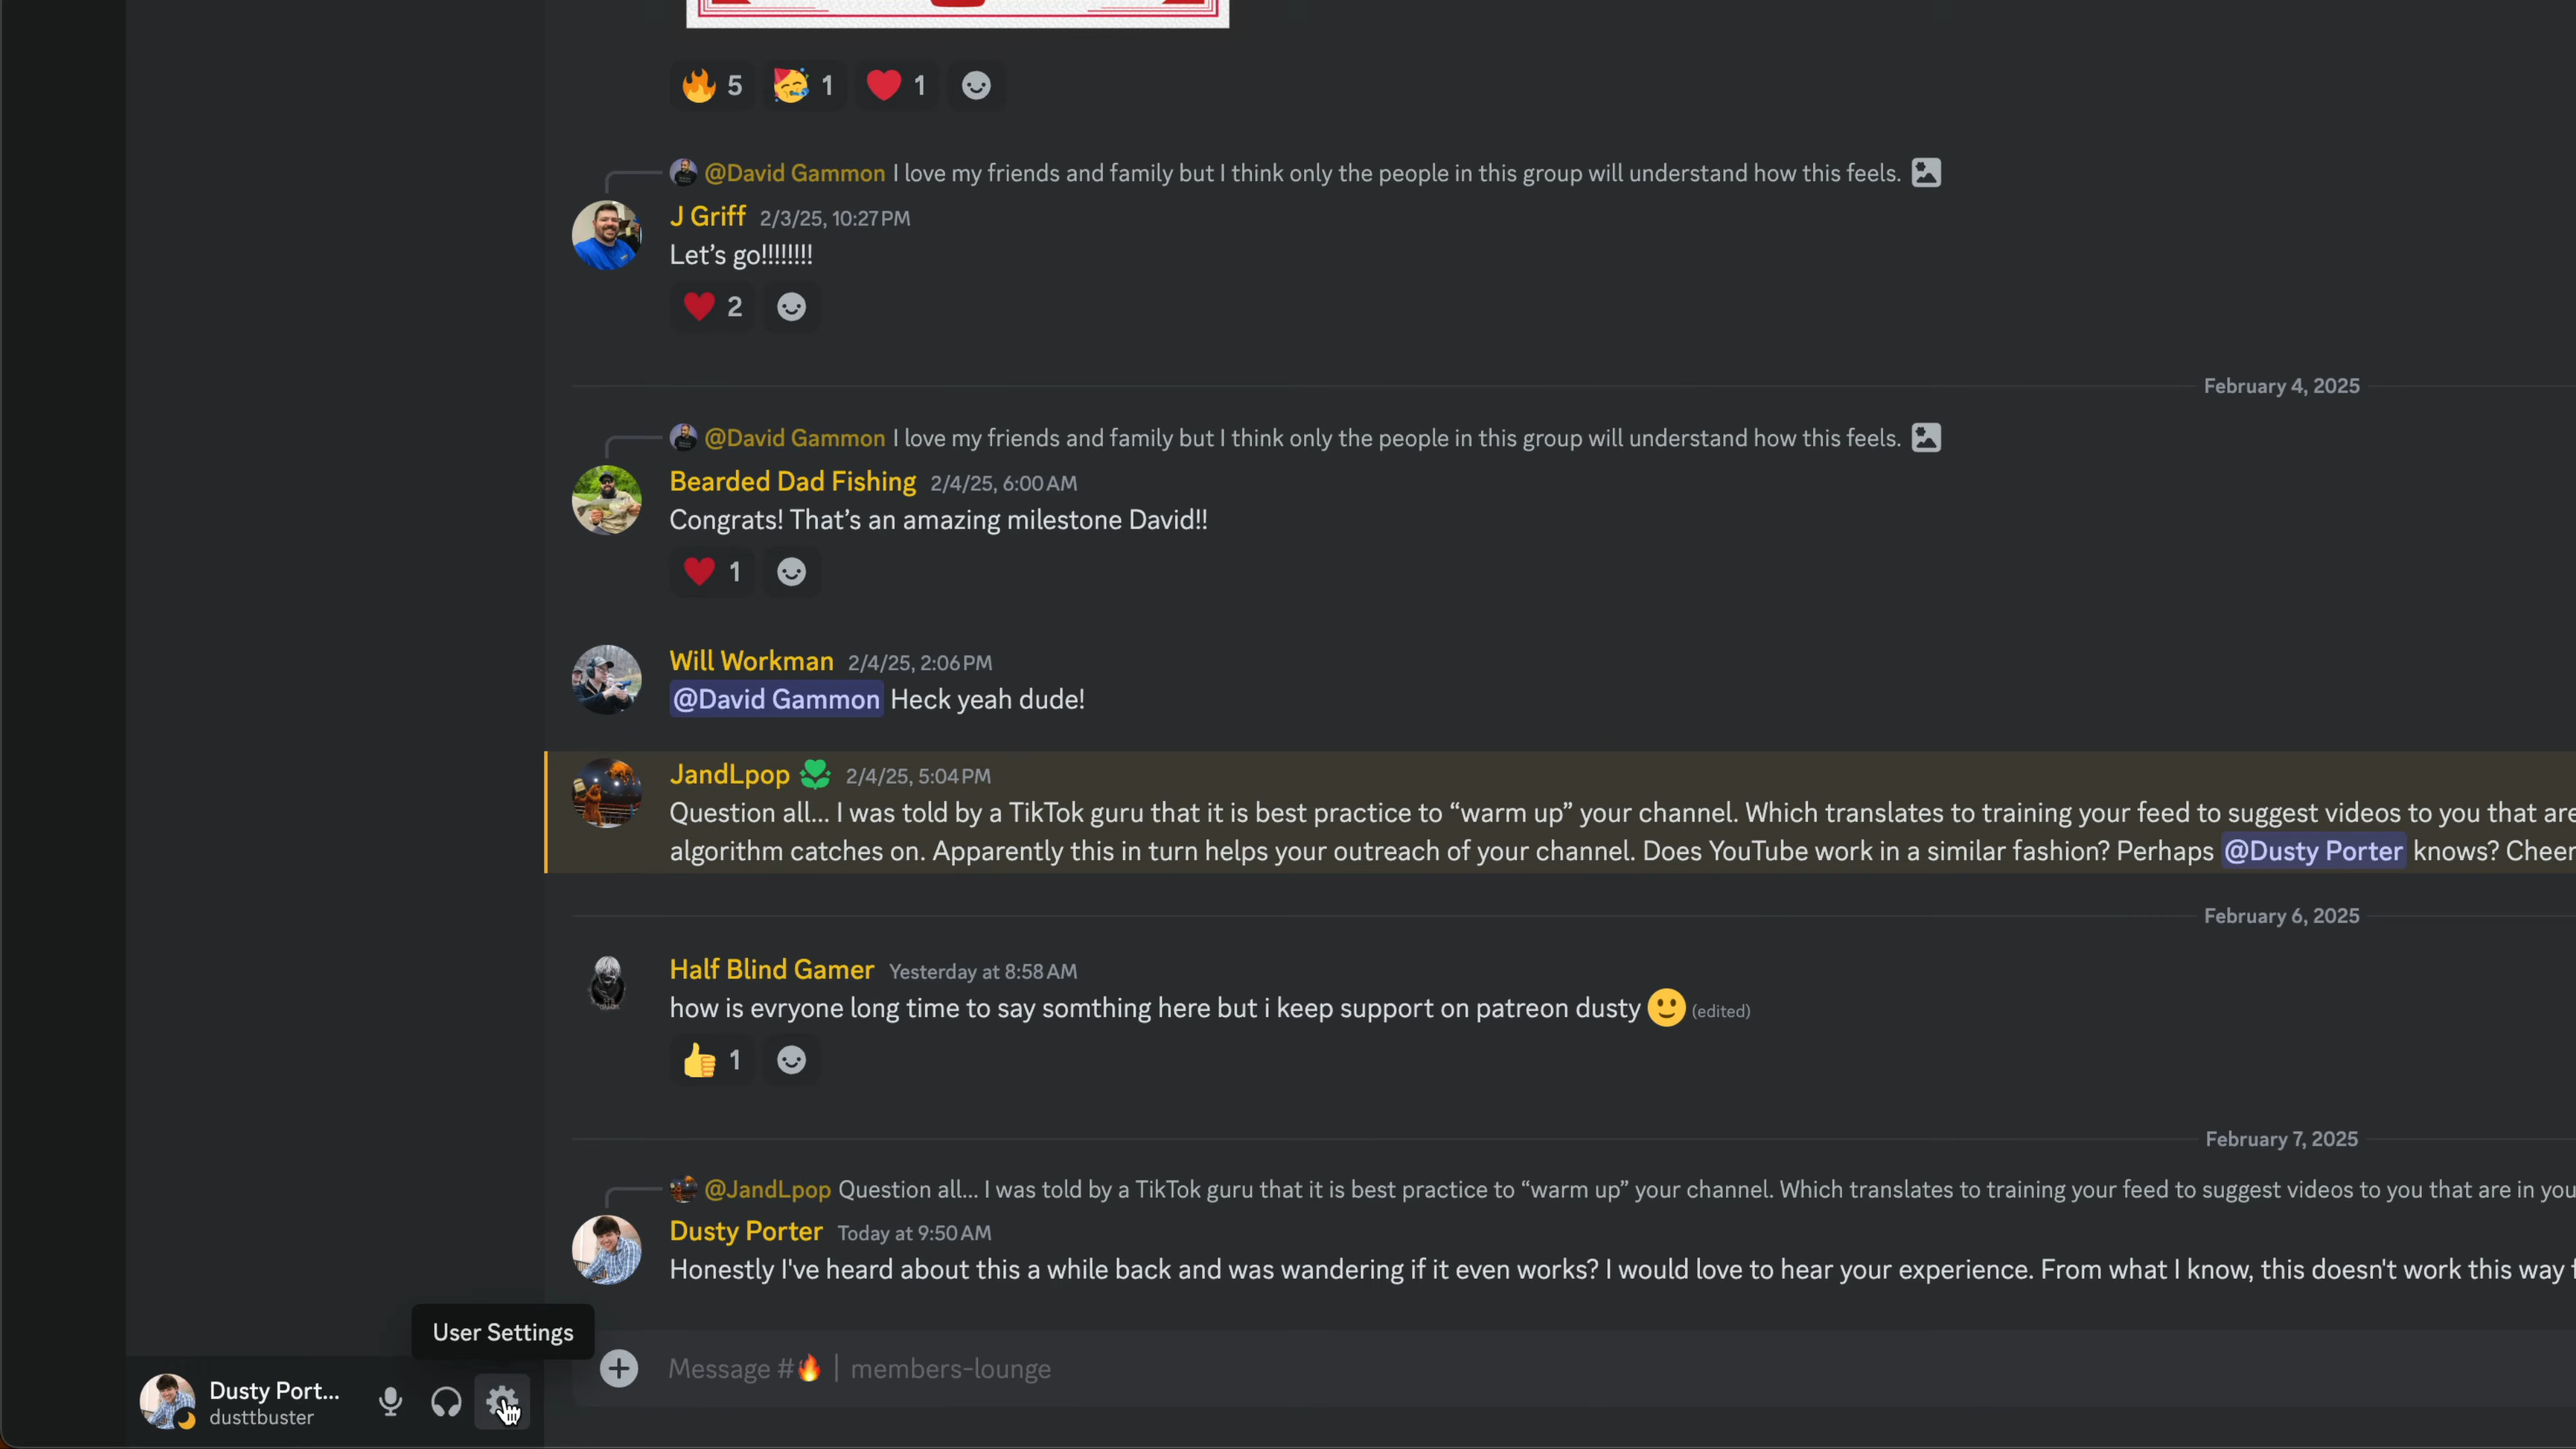 5 1 1
@David Gammon I love my friends and family but I think only the people in this group will understand how this feels.
J Griff 2/3/25, 10:27 PM
Let's go!!!!!!!!
2
February 4, 2025
@David Gammon I love my friends and family but I think only the people in this group will understand how this feels.
Bearded Dad Fishing 2/4/25, 6:00 AM
Congrats! That's an amazing milestone David!!
1
Will Workman 2/4/25, 2:06 PM
@David Gammon Heck yeah dude!
JandLpop 2/4/25, 5:04 PM
Question all... I was told by a TikTok guru that it is best practice to “warm up” your channel. Which translates to training your feed to suggest videos to you that are
algorithm catches on. Apparently this in turn helps your outreach of your channel. Does YouTube work in a similar fashion? Perhaps @Dusty Porter knows? Cheer
February 6, 2025
Half Blind Gamer Yesterday at 8:58 AM
how is evryone long time to say somthing here but i keep support on patreon dusty 🙂 (edited)
1
February 7, 2025
@JandLpop Question all... I was told by a TikTok guru that it is best practice to “warm up” your channel. Which translates to training your feed to suggest videos to you that are in you
Dusty Porter Today at 9:50 AM
Honestly I've heard about this a while back and was wandering if it even works? I would love to hear your experience. From what I know, this doesn't work this way f
User Settings
Message #🔥 | members-lounge
Dusty Port...
dusttbuster